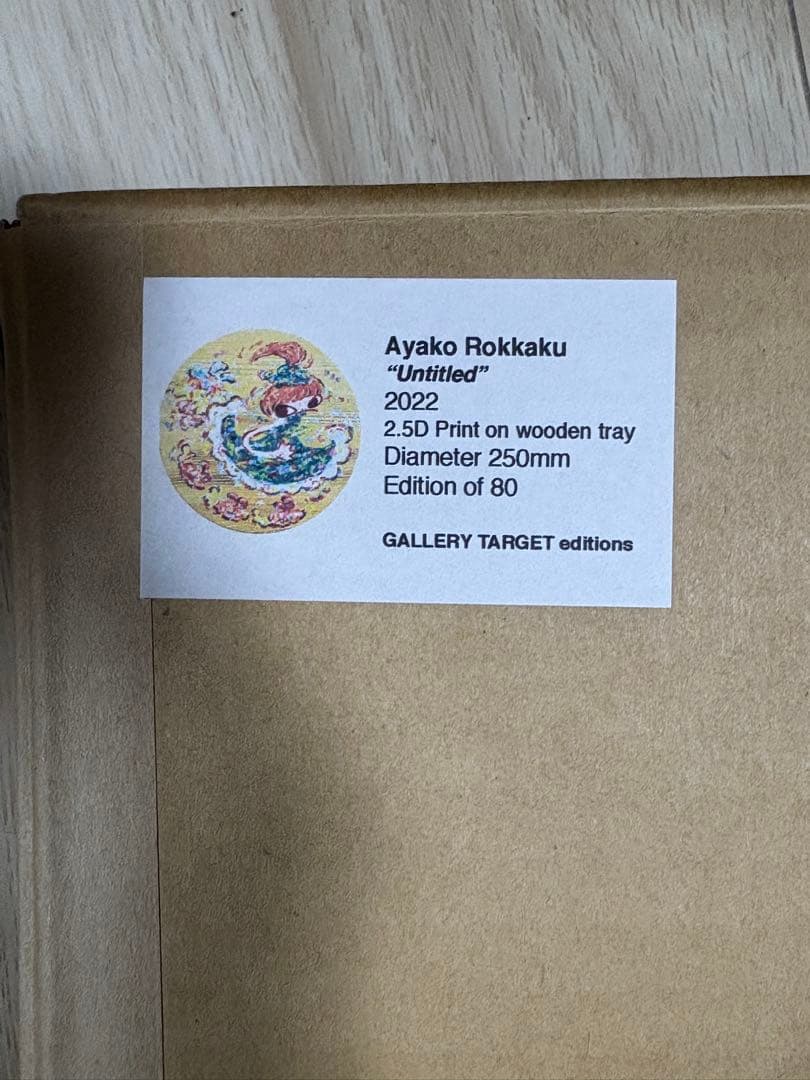 Ayako Rokkaku
“Untitled”
2022
2.5D Print on wooden tray
Diameter 250mm
Edition of 80
GALLERY TARGET editions